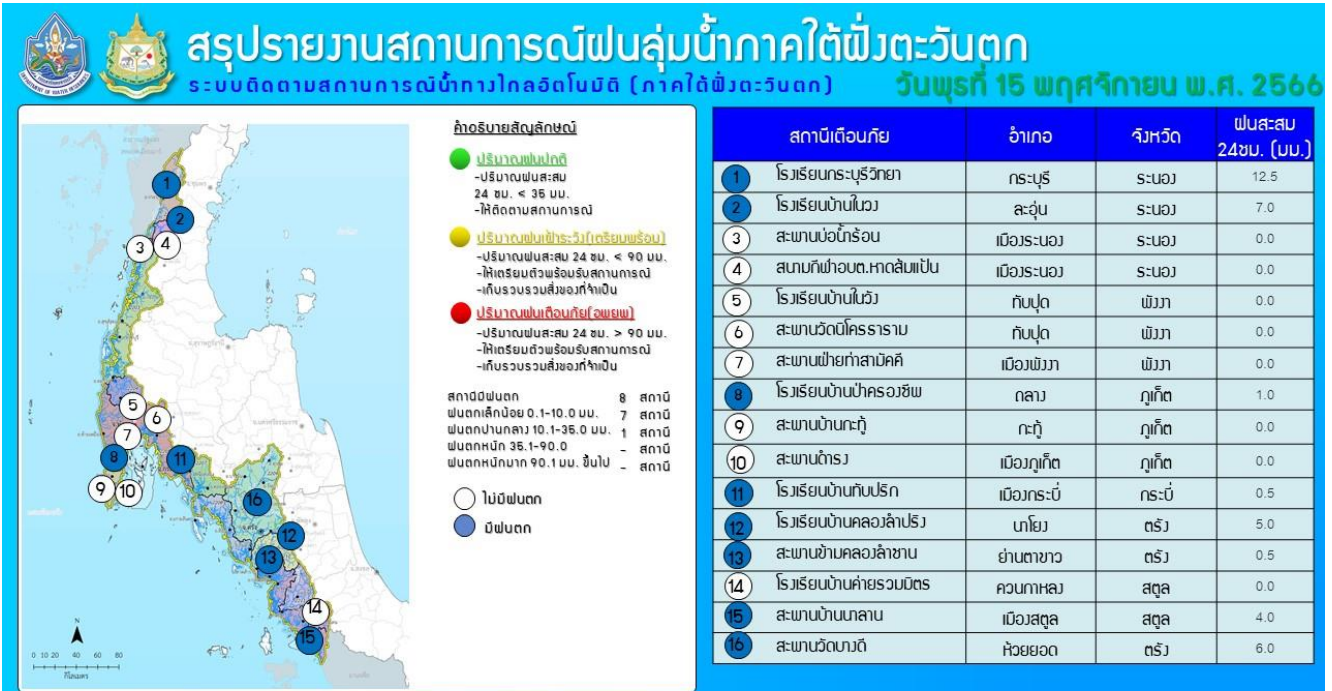 สรุปรายงานสถานการณ์ฝนลุ่มน้ำภาคใต้ฝั่งตะวันตก
ระบบติดตามสถานการณ์น้ำทางไกลอัตโนมัติ (ภาคใต้ฝั่งตะวันตก)
วันพุธที่ 15 พฤศจิกายน พ.ศ. 2566
คำอธิบายสัญลักษณ์
ปริมาณฝนปกติ
-ปริมาณฝนสะสม
24 ชม. < 35 มม.
-ให้ติดตามสถานการณ์
ปริมาณฝนเฝ้าระวัง(เตรียมพร้อม)
-ปริมาณฝนสะสม 24 ชม. < 90 มม.
-ให้เตรียมตัวพร้อมรับสถานการณ์
-เก็บรวบรวมสิ่งของที่จำเป็น
ปริมาณฝนเตือนภัย(อพยพ)
-ปริมาณฝนสะสม 24 ชม. > 90 มม.
-ให้เตรียมตัวพร้อมรับสถานการณ์
-เก็บรวบรวมสิ่งของที่จำเป็น
สถานีมีฝนตก 8 สถานี
ฝนตกเล็กน้อย 0.1-10.0 มม. 7 สถานี
ฝนตกปานกลาง 10.1-35.0 มม. 1 สถานี
ฝนตกหนัก 35.1-90.0 - สถานี
ฝนตกหนักมาก 90.1 มม. ขึ้นไป - สถานี
ไม่มีฝนตก
มีฝนตก
1
2
3 4
5
6
7
8
11
9 10
16
12
13
14
15
N
0 10 20 40 60 80
กิโลเมตร
สถานีเตือนภัย อำเภอ จังหวัด ฝนสะสม 24ชม. (มม.)
1 โรงเรียนกระบุรีวิทยา กระบุรี ระนอง 12.5
2 โรงเรียนบ้านในวง ละอุ่น ระนอง 7.0
3 สะพานบ่อน้ำร้อน เมืองระนอง ระนอง 0.0
4 สนามกีฬาอบต.หาดส้มแป้น เมืองระนอง ระนอง 0.0
5 โรงเรียนบ้านในวัง ทับปุด พังงา 0.0
6 สะพานวัดนิโครธาราม ทับปุด พังงา 0.0
7 สะพานฝ่ายท่าสามัคคี เมืองพังงา พังงา 0.0
8 โรงเรียนบ้านป่าครองชีพ ถลาง ภูเก็ต 1.0
9 สะพานบ้านกะทู้ กะทู้ ภูเก็ต 0.0
10 สะพานดำรง เมืองภูเก็ต ภูเก็ต 0.0
11 โรงเรียนบ้านทับปริก เมืองกระบี่ กระบี่ 0.5
12 โรงเรียนบ้านคลองลำปริง นาโยง ตรัง 5.0
13 สะพานข้ามคลองลำชาน ย่านตาขาว ตรัง 0.5
14 โรงเรียนบ้านค่ายรวมมิตร ควนกาหลง สตูล 0.0
15 สะพานบ้านนาลาน เมืองสตูล สตูล 4.0
16 สะพานวัดบางดี ห้วยยอด ตรัง 6.0